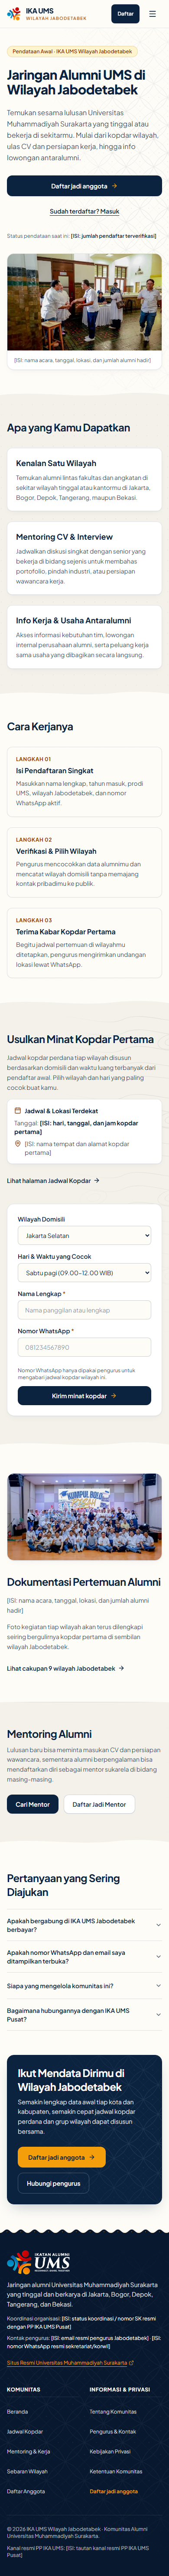 IKA UMS
WILAYAH JABODETABEK
Daftar
Pendataan Awal · IKA UMS Wilayah Jabodetabek
Jaringan Alumni UMS di
Wilayah Jabodetabek
Temukan sesama lulusan Universitas
Muhammadiyah Surakarta yang tinggal atau
bekerja di sekitarmu. Mulai dari kopdar wilayah,
ulas CV dan persiapan kerja, hingga info
lowongan antaralumni.
Daftar jadi anggota
Sudah terdaftar? Masuk
Status pendataan saat ini: [ISI: jumlah pendaftar terverifikasi]
[ISI: nama acara, tanggal, lokasi, dan jumlah alumni hadir]
Apa yang Kamu Dapatkan
Kenalan Satu Wilayah
Temukan alumni lintas fakultas dan angkatan di
sekitar wilayah tinggal atau kantormu di Jakarta,
Bogor, Depok, Tangerang, maupun Bekasi.
Mentoring CV & Interview
Jadwalkan diskusi singkat dengan senior yang
bekerja di bidang sejenis untuk membahas
portofolio, pindah industri, atau persiapan
wawancara kerja.
Info Kerja & Usaha Antaralumni
Akses informasi kebutuhan tim, lowongan
internal perusahaan alumni, serta peluang kerja
sama usaha yang dibagikan secara langsung.
Cara Kerjanya
LANGKAH 01
Isi Pendaftaran Singkat
Masukkan nama lengkap, tahun masuk, prodi
UMS, wilayah Jabodetabek, dan nomor
WhatsApp aktif.
LANGKAH 02
Verifikasi & Pilih Wilayah
Pengurus mencocokkan data alumnimu dan
mencatat wilayah domisili tanpa memajang
kontak pribadimu ke publik.
LANGKAH 03
Terima Kabar Kopdar Pertama
Begitu jadwal pertemuan di wilayahmu
ditetapkan, pengurus mengirimkan undangan
lokasi lewat WhatsApp.
Usulkan Minat Kopdar Pertama
Jadwal kopdar perdana tiap wilayah disusun
berdasarkan domisili dan waktu luang terbanyak dari
pendaftar awal. Pilih wilayah dan hari yang paling
cocok buat kamu.
Jadwal & Lokasi Terdekat
Tanggal: [ISI: hari, tanggal, dan jam kopdar
pertama]
[ISI: nama tempat dan alamat kopdar
pertama]
Lihat halaman Jadwal Kopdar
Wilayah Domisili
Jakarta Selatan
Hari & Waktu yang Cocok
Sabtu pagi (09.00–12.00 WIB)
Nama Lengkap *
Nama panggilan atau lengkap
Nomor WhatsApp *
081234567890
Nomor WhatsApp hanya dipakai pengurus untuk
mengabari jadwal kopdar wilayah ini.
Kirim minat kopdar
KUMPUL BOLO
Dokumentasi Pertemuan Alumni
[ISI: nama acara, tanggal, lokasi, dan jumlah alumni
hadir]
Foto kegiatan tiap wilayah akan terus dilengkapi
seiring bergulirnya kopdar pertama di sembilan
wilayah Jabodetabek.
Lihat cakupan 9 wilayah Jabodetabek
Mentoring Alumni
Lulusan baru bisa meminta masukan CV dan persiapan
wawancara, sementara alumni berpengalaman bisa
mendaftarkan diri sebagai mentor sukarela di bidang
masing-masing.
Cari Mentor
Daftar Jadi Mentor
Pertanyaan yang Sering
Diajukan
Apakah bergabung di IKA UMS Jabodetabek
berbayar?
Apakah nomor WhatsApp dan email saya
ditampilkan terbuka?
Siapa yang mengelola komunitas ini?
Bagaimana hubungannya dengan IKA UMS
Pusat?
Ikut Mendata Dirimu di
Wilayah Jabodetabek
Semakin lengkap data awal tiap kota dan
kabupaten, semakin cepat jadwal kopdar
perdana dan grup wilayah dapat disusun
bersama.
Daftar jadi anggota
Hubungi pengurus
IKATAN ALUMNI
UMS
Jaringan alumni Universitas Muhammadiyah Surakarta
yang tinggal dan berkarya di Jakarta, Bogor, Depok,
Tangerang, dan Bekasi.
Koordinasi organisasi: [ISI: status koordinasi / nomor SK resmi
dengan PP IKA UMS Pusat]
Kontak pengurus: [ISI: email resmi pengurus Jabodetabek] · [ISI:
nomor WhatsApp resmi sekretariat/korwil]
Situs Resmi Universitas Muhammadiyah Surakarta
KOMUNITAS
INFORMASI & PRIVASI
Beranda
Tentang Komunitas
Jadwal Kopdar
Pengurus & Kontak
Mentoring & Kerja
Kebijakan Privasi
Sebaran Wilayah
Ketentuan Komunitas
Daftar Anggota
Daftar jadi anggota
© 2026 IKA UMS Wilayah Jabodetabek · Komunitas Alumni
Universitas Muhammadiyah Surakarta.
Kanal resmi PP IKA UMS: [ISI: tautan kanal resmi PP IKA UMS
Pusat]